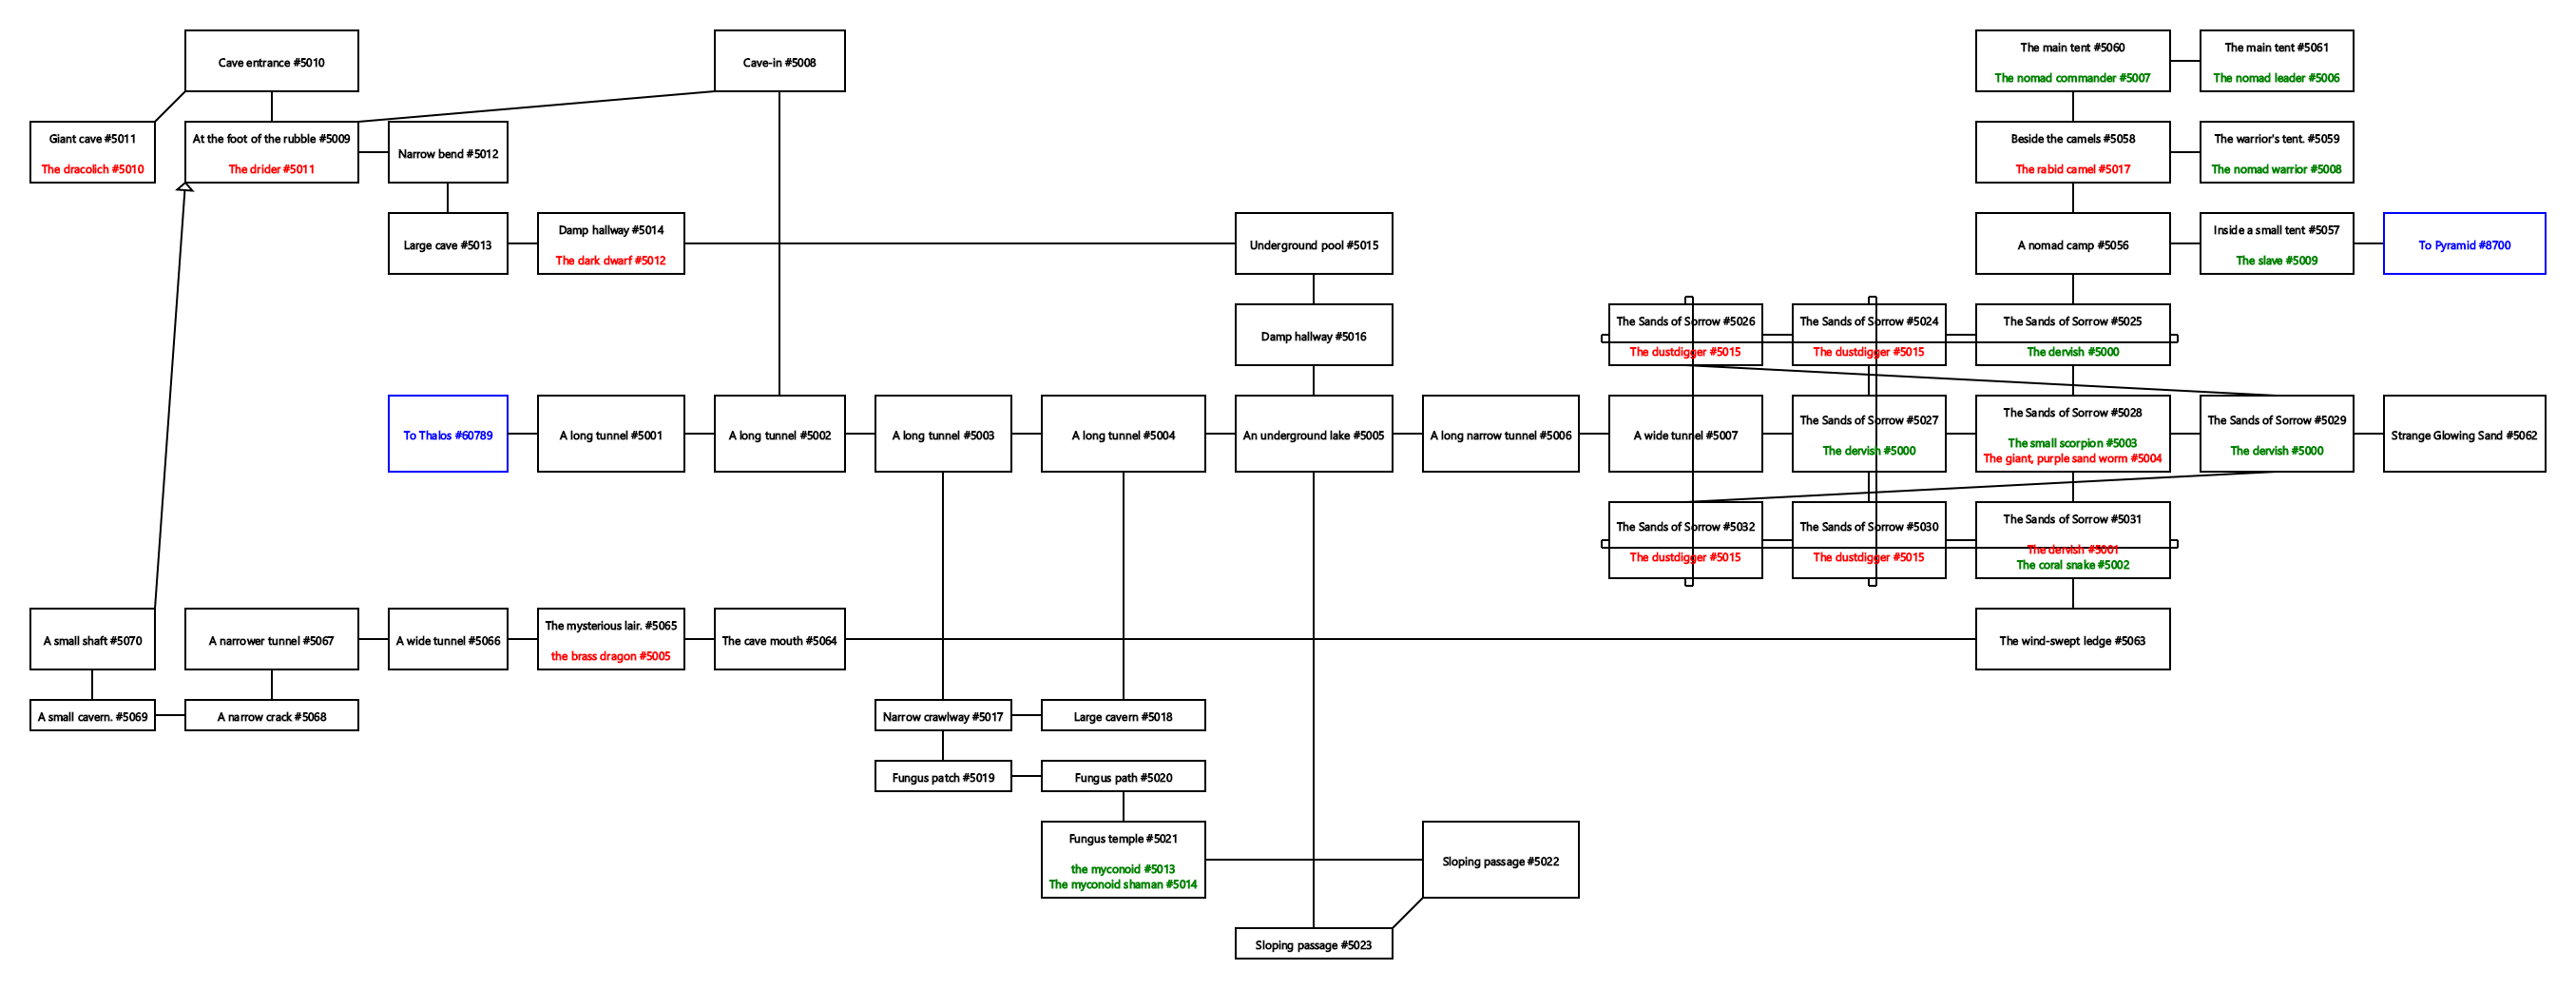 Cave entrance #5010
Cave-in #5008
The main tent #5060
The nomad commander #5007
The main tent #5061
The nomad leader #5006
Giant cave #5011
The dracolich #5010
At the foot of the rubble #5009
The drider #5011
Narrow bend #5012
Beside the camels #5058
The rabid camel #5017
The warrior's tent. #5059
The nomad warrior #5008
Large cave #5013
Damp hallway #5014
The dark dwarf #5012
Underground pool #5015
A nomad camp #5056
Inside a small tent #5057
The slave #5009
To Pyramid #8700
Damp hallway #5016
The Sands of Sorrow #5026
The dustdigger #5015
The Sands of Sorrow #5024
The dustdigger #5015
The Sands of Sorrow #5025
The dervish #5000
To Thalos #60789
A long tunnel #5001
A long tunnel #5002
A long tunnel #5003
A long tunnel #5004
An underground lake #5005
A long narrow tunnel #5006
A wide tunnel #5007
The Sands of Sorrow #5027
The dervish #5000
The Sands of Sorrow #5028
The small scorpion #5003
The giant, purple sand worm #5004
The Sands of Sorrow #5029
The dervish #5000
Strange Glowing Sand #5062
The Sands of Sorrow #5032
The dustdigger #5015
The Sands of Sorrow #5030
The dustdigger #5015
The Sands of Sorrow #5031
The dervish #5001
The coral snake #5002
A small shaft #5070
A narrower tunnel #5067
A wide tunnel #5066
The mysterious lair. #5065
the brass dragon #5005
The cave mouth #5064
The wind-swept ledge #5063
A small cavern. #5069
A narrow crack #5068
Narrow crawlway #5017
Large cavern #5018
Fungus patch #5019
Fungus path #5020
Fungus temple #5021
the myconoid #5013
The myconoid shaman #5014
Sloping passage #5022
Sloping passage #5023